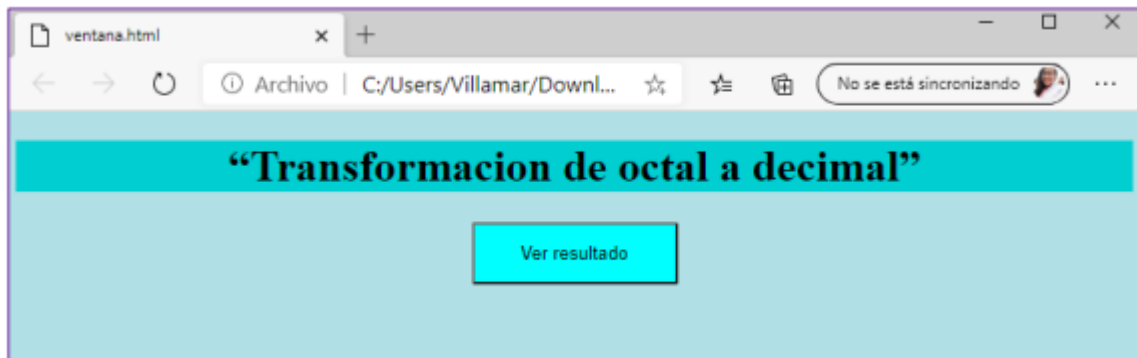 ventana.html
Archivo | C:/Users/Villamar/Downl... No se está sincronizando
“Transformacion de octal a decimal”
Ver resultado